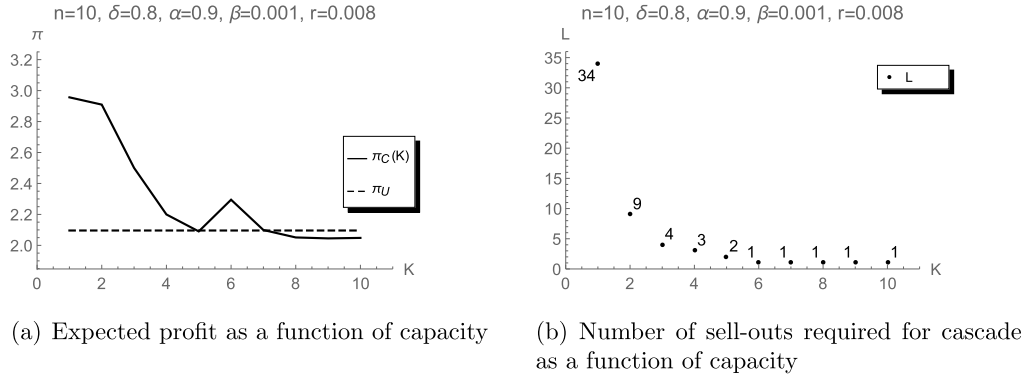 n=10, δ=0.8, α=0.9, β=0.001, r=0.008
π
3.2
3.0
2.8
2.6
2.4
2.2
2.0
0 2 4 6 8 10 K
π_C(K)
π_U
(a) Expected profit as a function of capacity
n=10, δ=0.8, α=0.9, β=0.001, r=0.008
L
35
30
25
20
15
10
5
0
0 2 4 6 8 10 K
34
9
4
3
2
1 1 1 1 1
L
(b) Number of sell-outs required for cascade
as a function of capacity